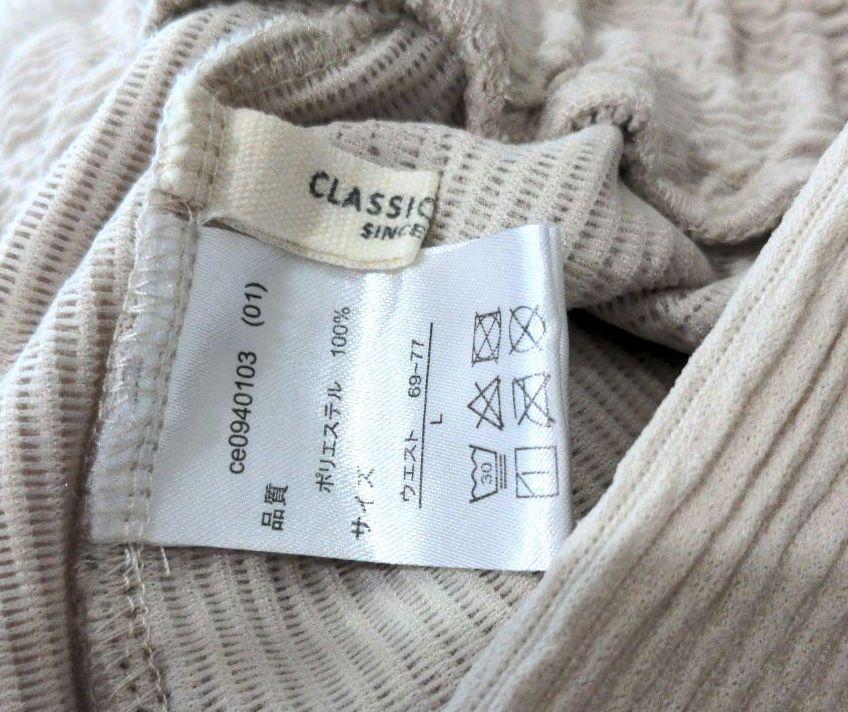 CLASSIC
SINCE
ce0940103 (01)
品質
ポリエステル 100%
サイズ
ウエスト 69-77
L
30